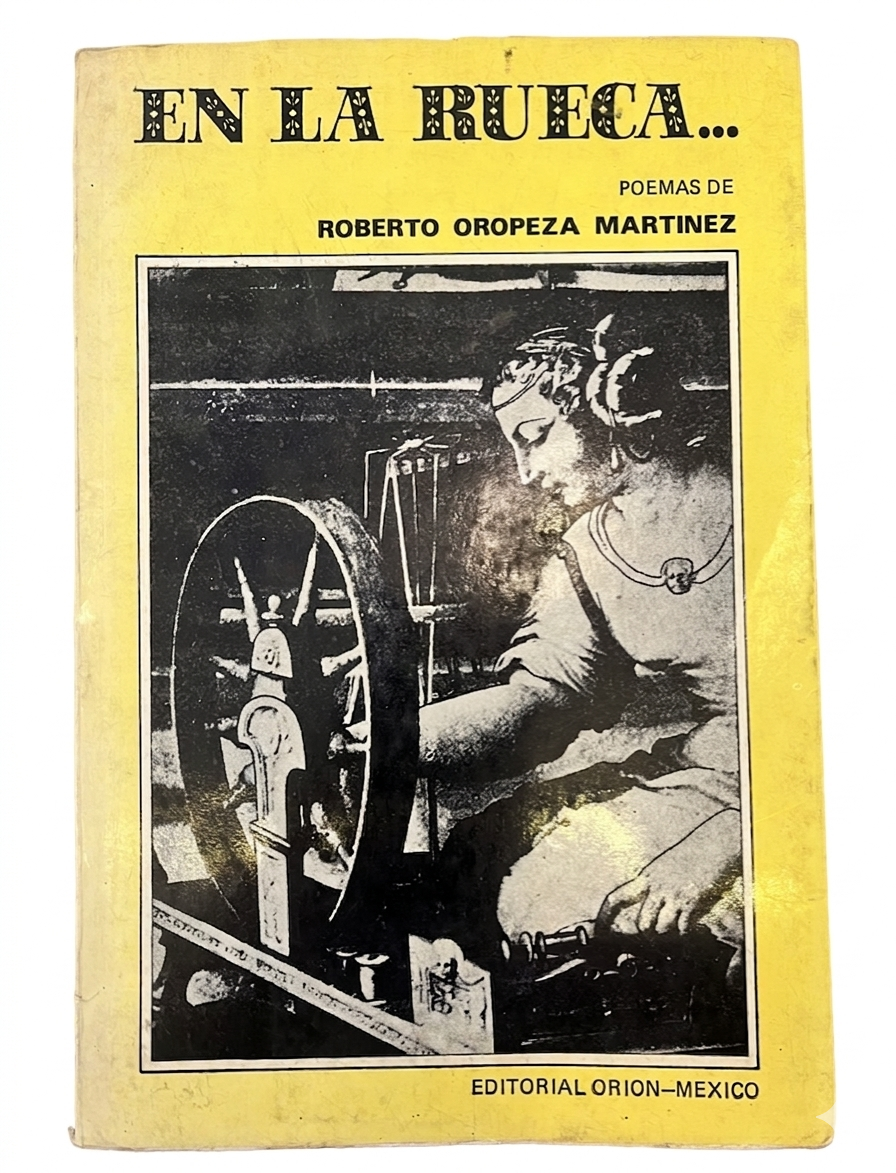 EN LA RUECA...
POEMAS DE
ROBERTO OROPEZA MARTINEZ
EDITORIAL ORION–MEXICO